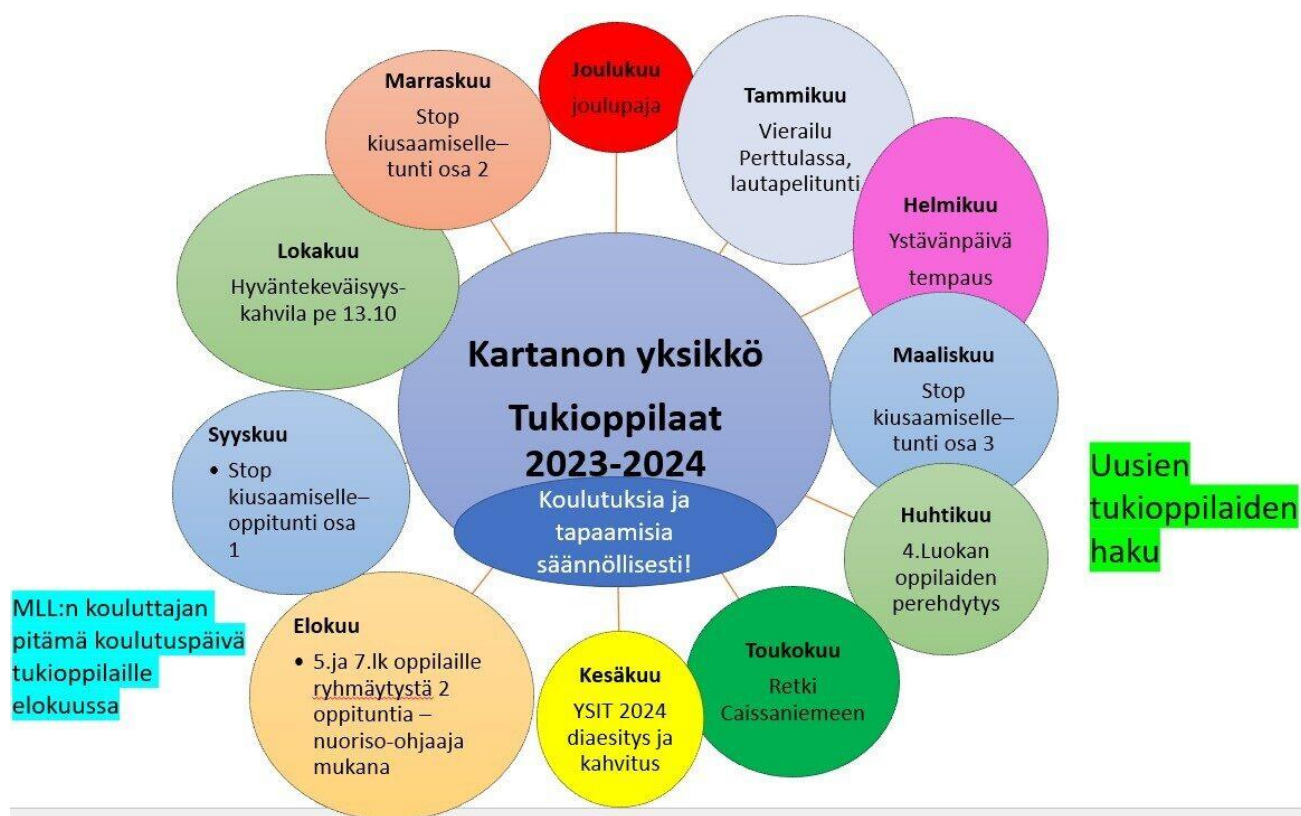 Joulukuu
joulupaja
Marraskuu
Stop
kiusaamiselle–
tunti osa 2
Tammikuu
Vierailu
Perttulassa,
lautapelitunti
Helmikuu
Ystävänpäivä
tempaus
Lokakuu
Hyväntekeväisyys-
kahvila pe 13.10
Kartanon yksikkö
Tukioppilaat
2023-2024
Koulutuksia ja
tapaamisia
säännöllisesti!
Maaliskuu
Stop
kiusaamiselle–
tunti osa 3
Syyskuu
• Stop
kiusaamiselle–
oppitunti osa
1
Uusien
tukioppilaiden
haku
Huhtikuu
4.Luokan
oppilaiden
perehdytys
MLL:n kouluttajan
pitämä koulutuspäivä
tukioppilaille
elokuussa
Elokuu
• 5.ja 7.lk oppilaille
ryhmäytystä 2
oppituntia –
nuoriso-ohjaaja
mukana
Kesäkuu
YSIT 2024
diaesitys ja
kahvitus
Toukokuu
Retki
Caissaniemeen